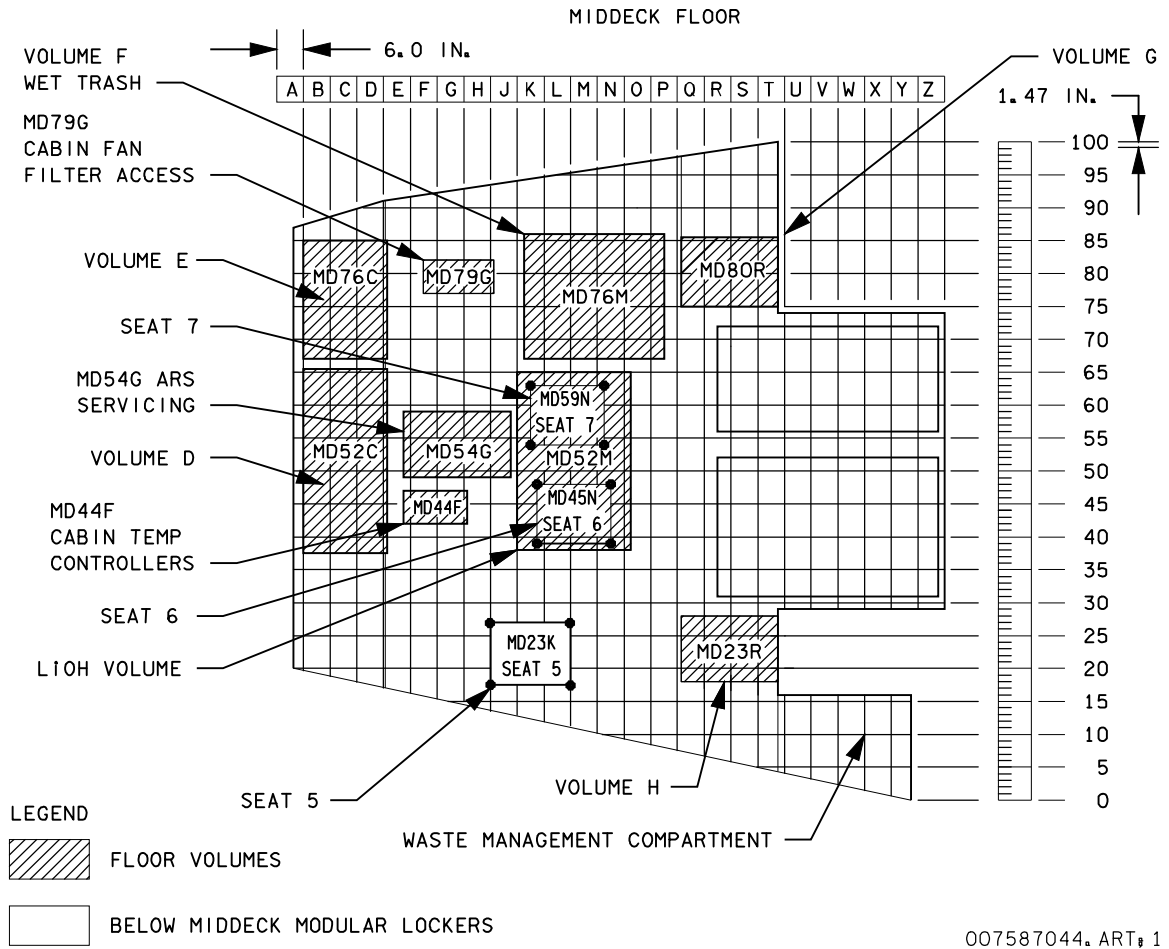 MIDDECK FLOOR
VOLUME F
WET TRASH
6.0 IN.
VOLUME G
A B C D E F G H J K L M N O P Q R S T U V W X Y Z
1.47 IN.
MD79G
CABIN FAN
FILTER ACCESS
100
95
90
85
80
75
70
65
60
55
50
45
40
35
30
25
20
15
10
5
0
VOLUME E
MD76C
MD79G
MD76M
MD80R
SEAT 7
MD54G ARS
SERVICING
MD59N
SEAT 7
VOLUME D
MD52C
MD54G
MD52M
MD44F
CABIN TEMP
CONTROLLERS
MD44F
MD45N
SEAT 6
SEAT 6
LiOH VOLUME
MD23K
SEAT 5
MD23R
SEAT 5
VOLUME H
WASTE MANAGEMENT COMPARTMENT
LEGEND
FLOOR VOLUMES
BELOW MIDDECK MODULAR LOCKERS
007587044. ART; 1